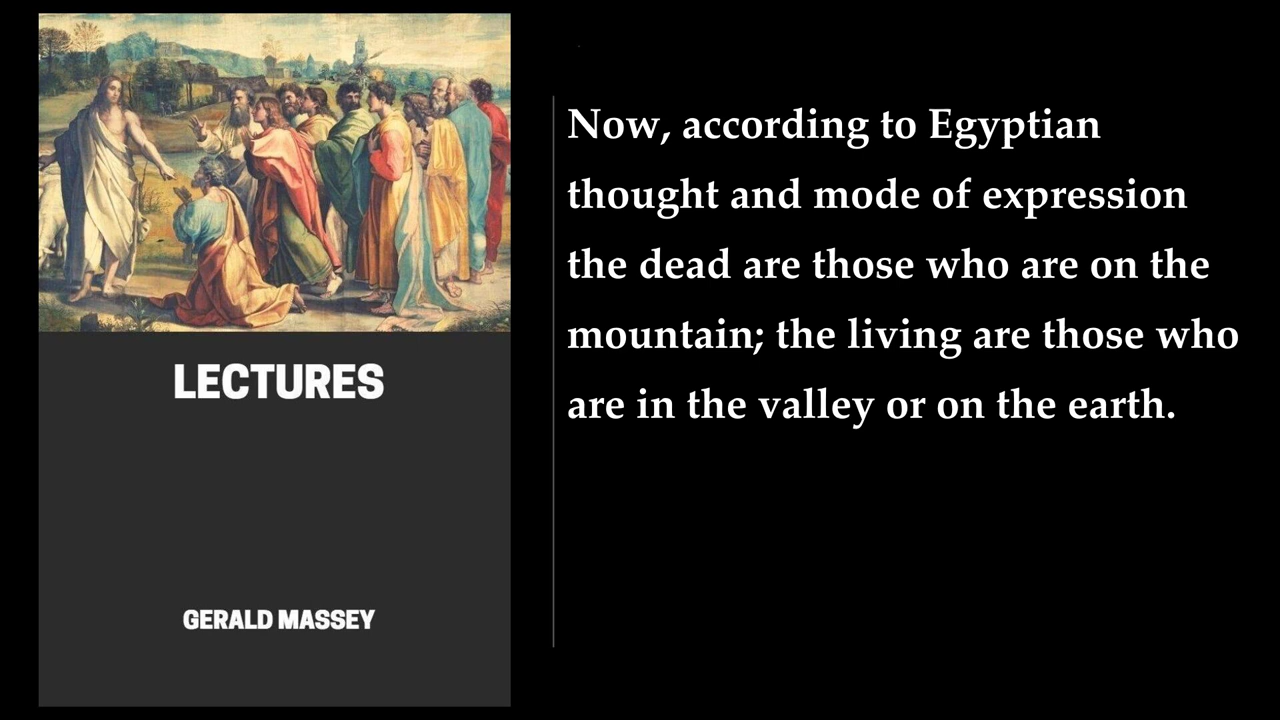 LECTURES
GERALD MASSEY
Now, according to Egyptian
thought and mode of expression
the dead are those who are on the
mountain; the living are those who
are in the valley or on the earth.